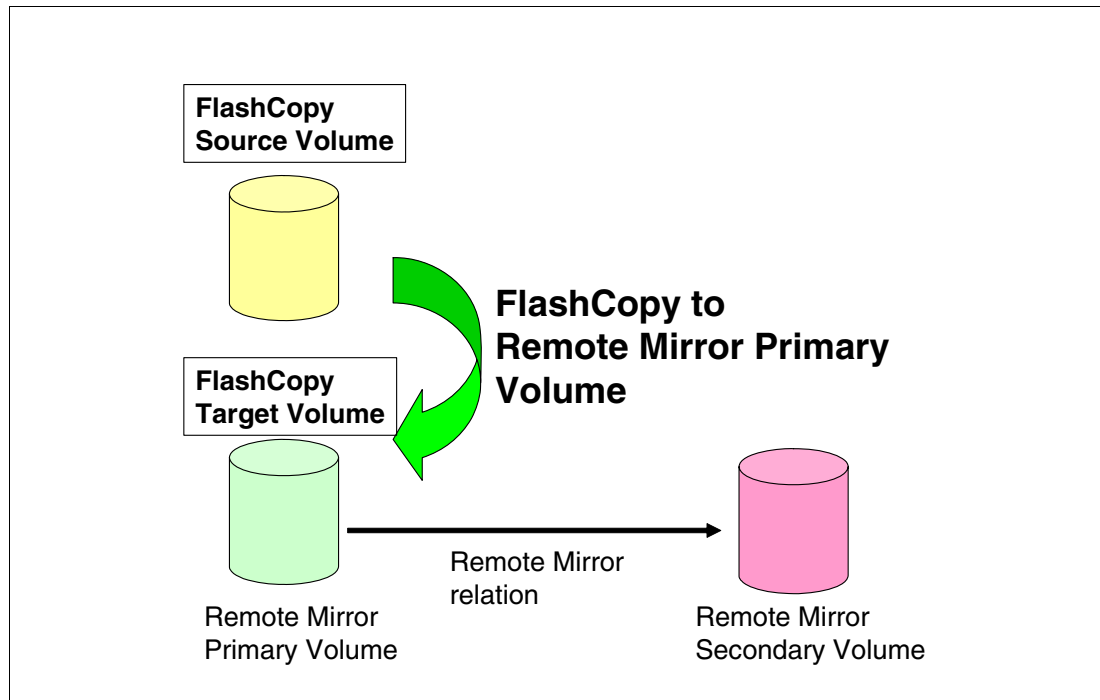 FlashCopy
Source Volume
FlashCopy to
Remote Mirror Primary
Volume
FlashCopy
Target Volume
Remote Mirror
relation
Remote Mirror
Primary Volume
Remote Mirror
Secondary Volume